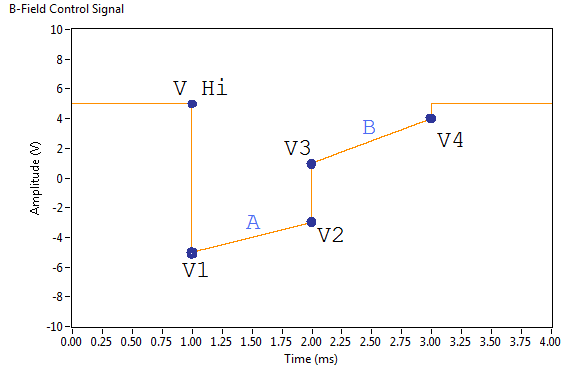 B-Field Control Signal
10
8
6
4
2
0
-2
-4
-6
-8
-10
Amplitude (V)
V Hi
V1
A
V2
V3
B
V4
0.00 0.25 0.50 0.75 1.00 1.25 1.50 1.75 2.00 2.25 2.50 2.75 3.00 3.25 3.50 3.75 4.00
Time (ms)